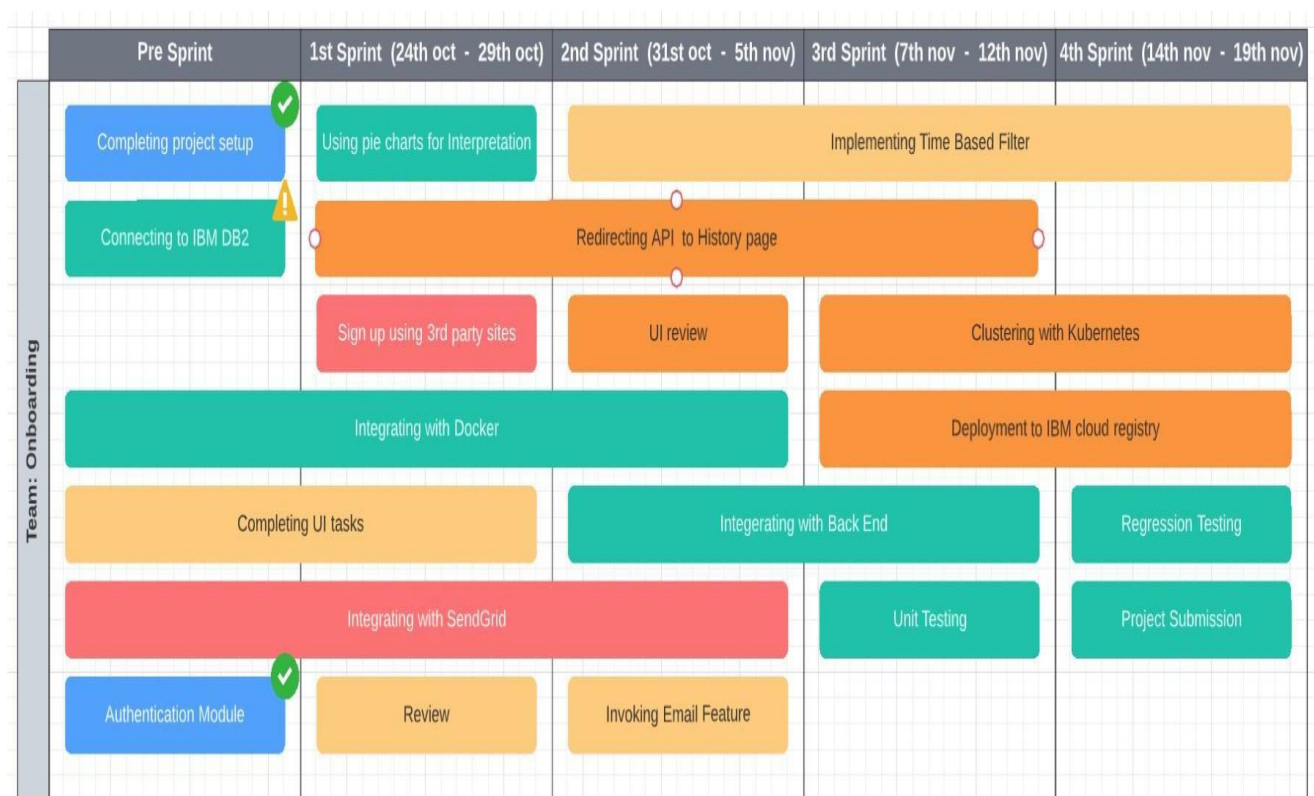 Pre Sprint
1st Sprint (24th oct - 29th oct)
2nd Sprint (31st oct - 5th nov)
3rd Sprint (7th nov - 12th nov)
4th Sprint (14th nov - 19th nov)
Team: Onboarding
Completing project setup
Using pie charts for Interpretation
Implementing Time Based Filter
Connecting to IBM DB2
Redirecting API to History page
Sign up using 3rd party sites
UI review
Clustering with Kubernetes
Integrating with Docker
Deployment to IBM cloud registry
Completing UI tasks
Integerating with Back End
Regression Testing
Integrating with SendGrid
Unit Testing
Project Submission
Authentication Module
Review
Invoking Email Feature